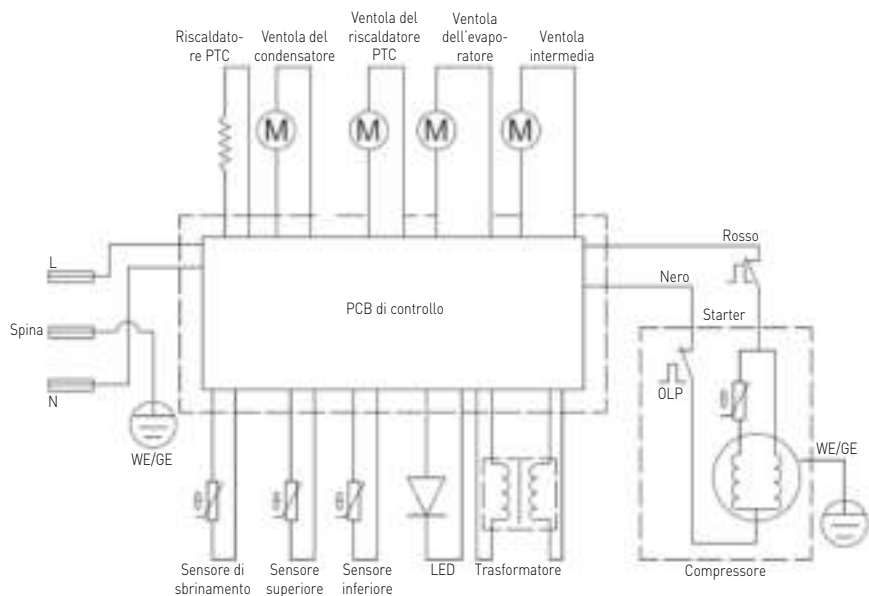 Riscaldato-
re PTC
Ventola del
condensatore
Ventola del
riscaldatore
PTC
Ventola
dell'evapo-
ratore
Ventola
intermedia
M
M
M
M
L
Spina
N
WE/GE
PCB di controllo
Rosso
Nero
Starter
OLP
θ
WE/GE
Compressore
θ
θ
θ
Sensore di
sbrinamento
Sensore
superiore
Sensore
inferiore
LED
Trasformatore